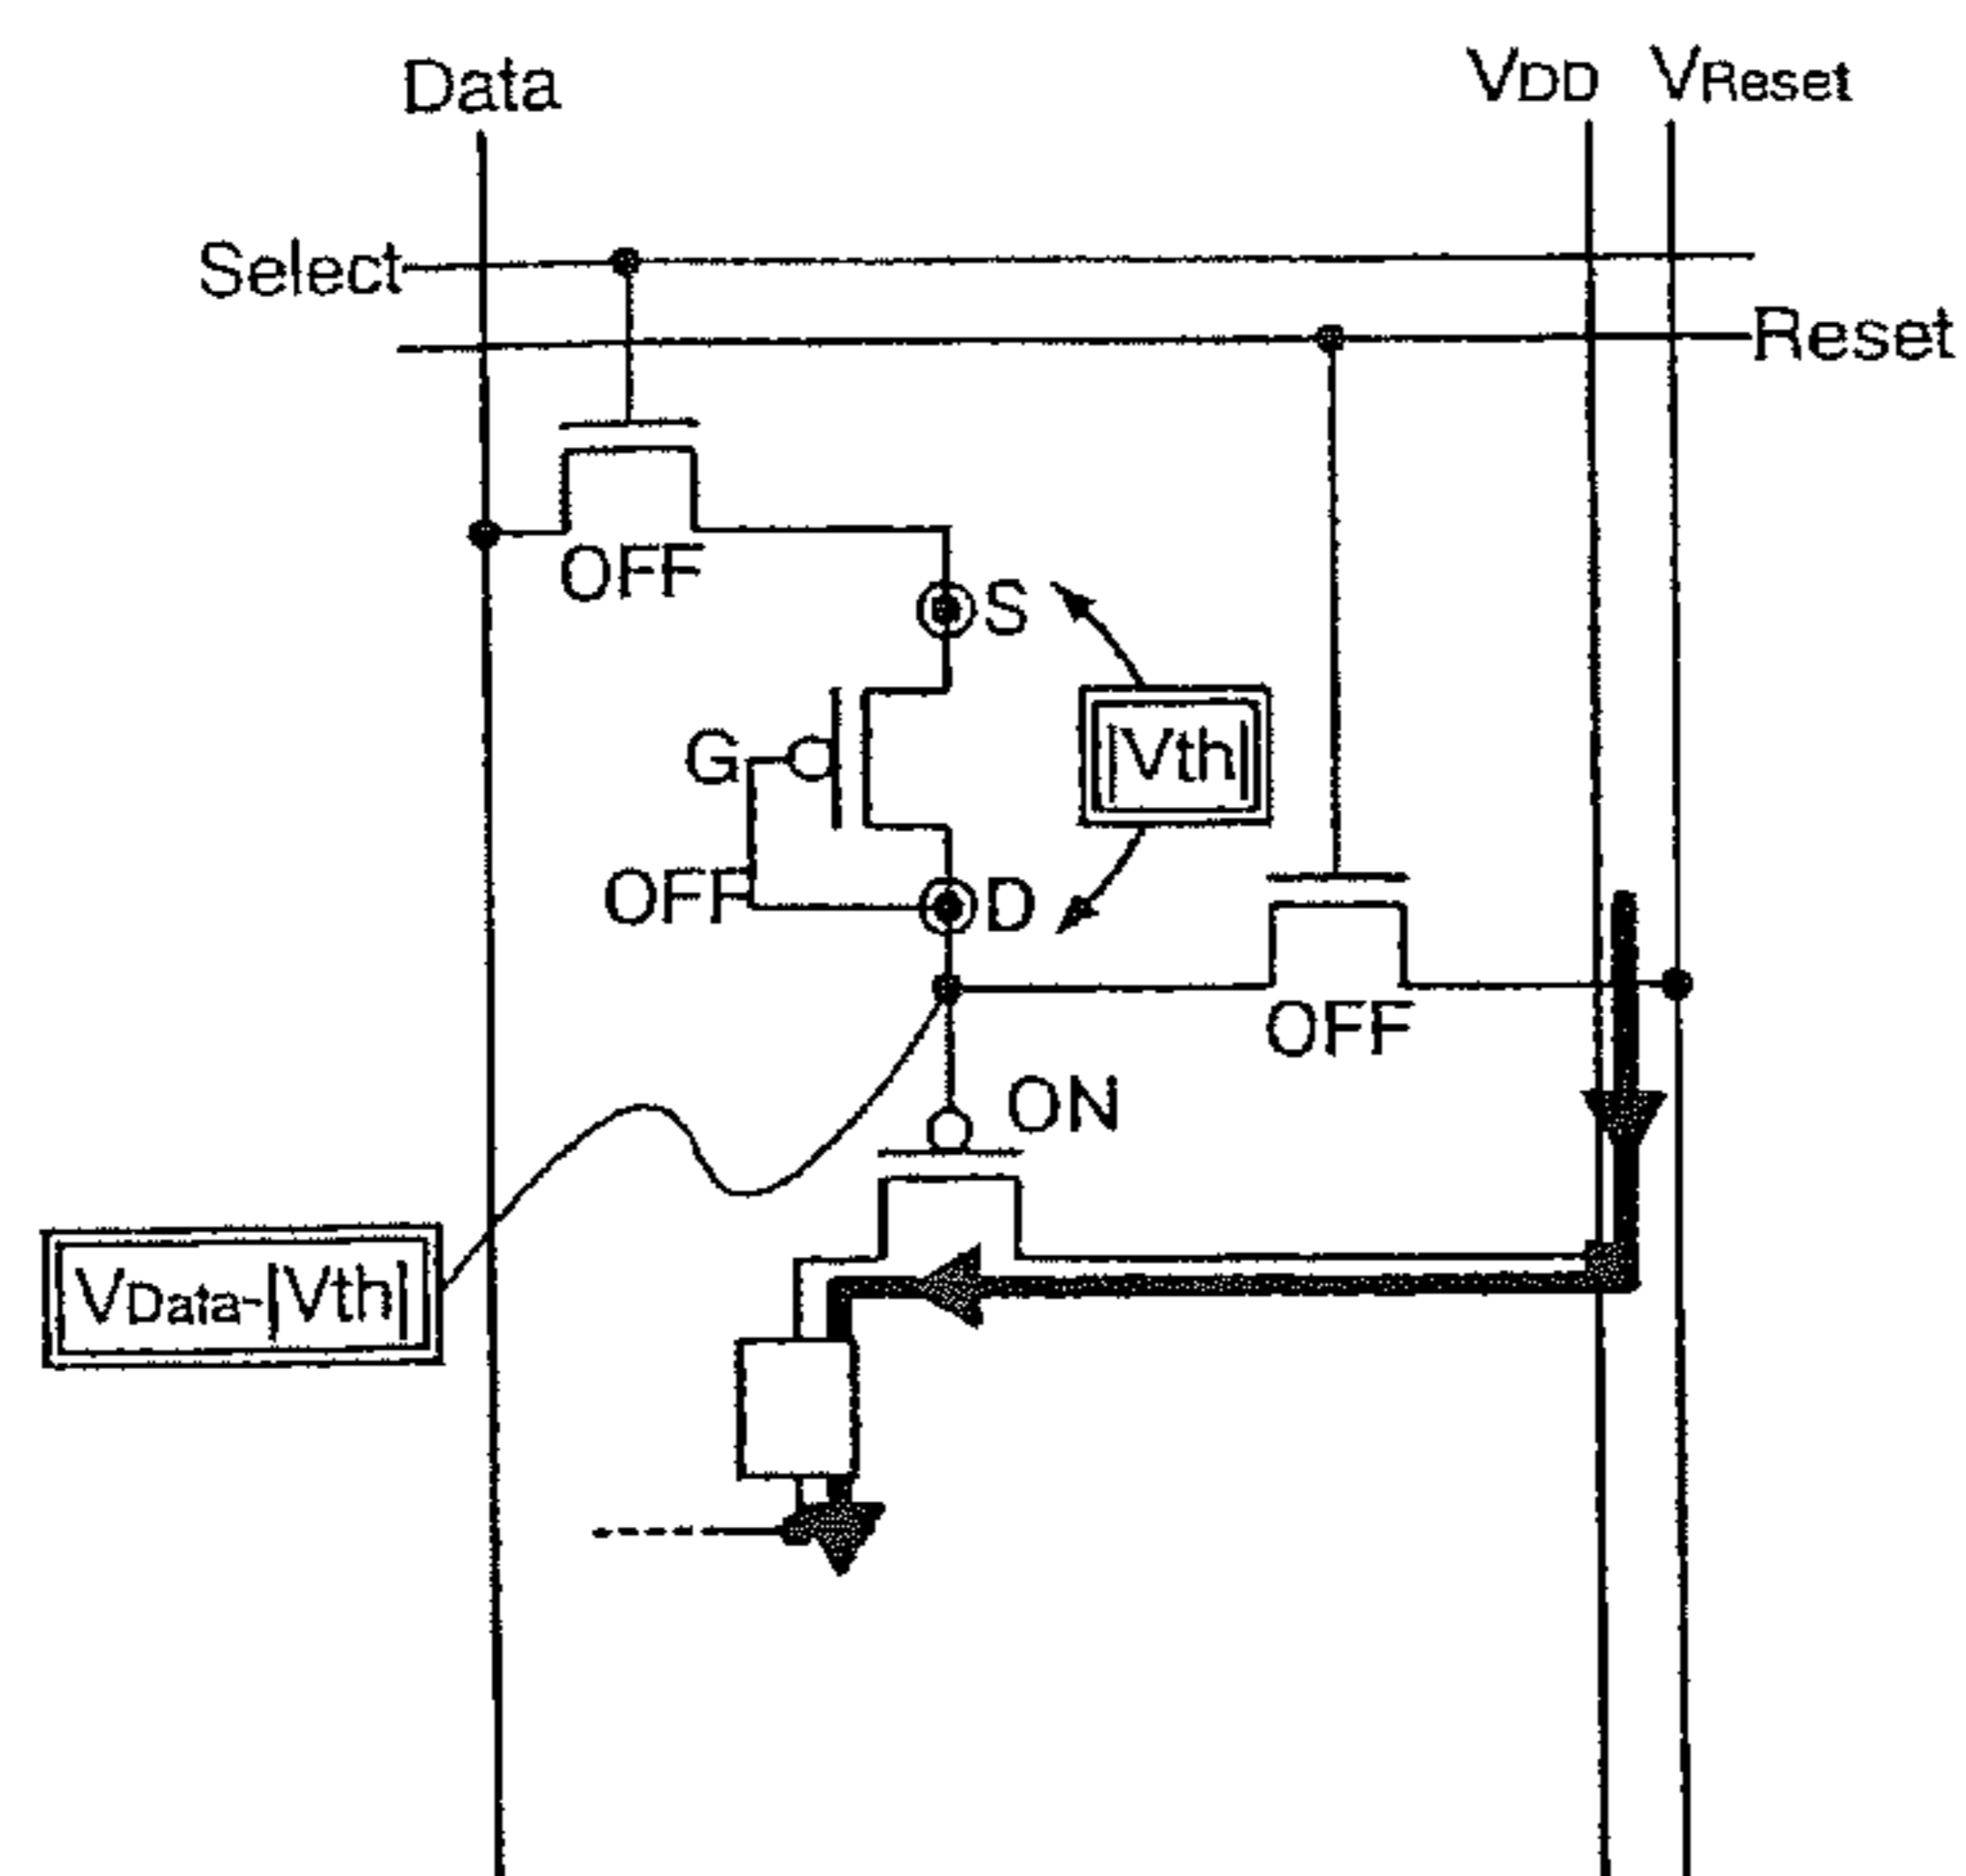 Data
VDD VReset
Select
Reset
OFF
S
G
|Vth|
OFF
D
OFF
ON
VData-|Vth|